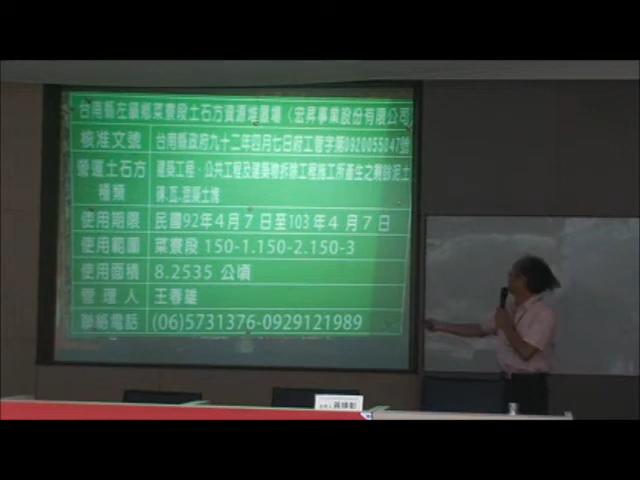 台南縣左鎮鄉菜寮段土石方資源堆置場（宏昇事業股份有限公司
核准文號 台南縣政府九十二年四月七日府工管字第0920055047號
營運土石方種類 建築工程、公共工程及建築物拆除工程施工所產生之剩餘泥土
磚、瓦、混凝土塊
使用期限 民國92年4月7日至103年4月7日
使用範圍 菜寮段 150-1.150-2.150-3
使用面積 8.2535 公頃
管理人 王春雄
聯絡電話 (06)5731376-0929121989